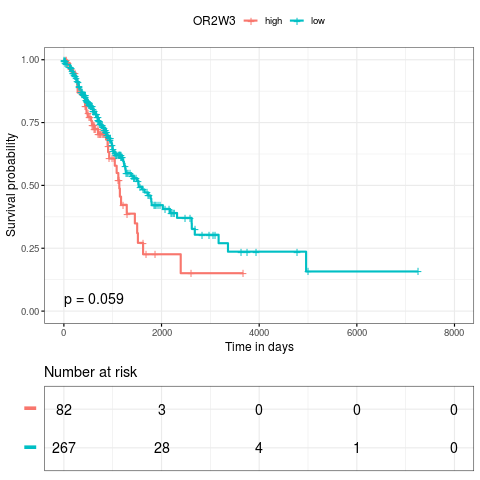 OR2W3 high low
Survival probability
1.00
0.75
0.50
0.25
0.00
p = 0.059
0 2000 4000 6000 8000
Time in days
Number at risk
82 3 0 0 0
267 28 4 1 0